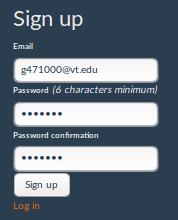 Sign up
Email
g471000@vt.edu
Password (6 characters minimum)
•••••••
Password confirmation
•••••••
Sign up
Log in